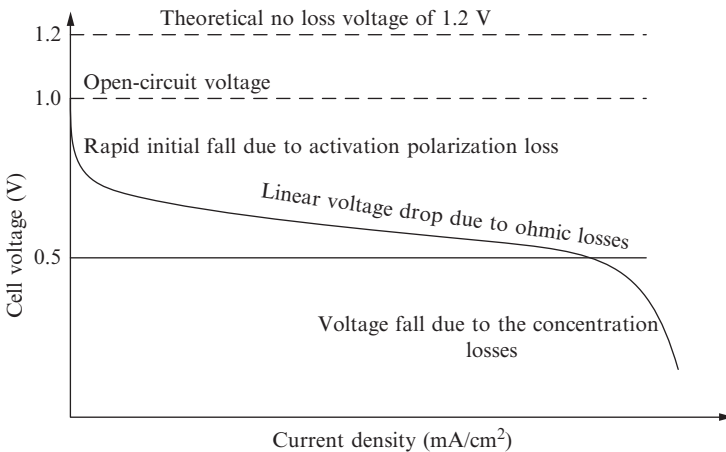 Theoretical no loss voltage of 1.2 V
1.2
Open-circuit voltage
1.0
Rapid initial fall due to activation polarization loss
Linear voltage drop due to ohmic losses
Cell voltage (V)
0.5
Voltage fall due to the concentration
losses
Current density (mA/cm²)